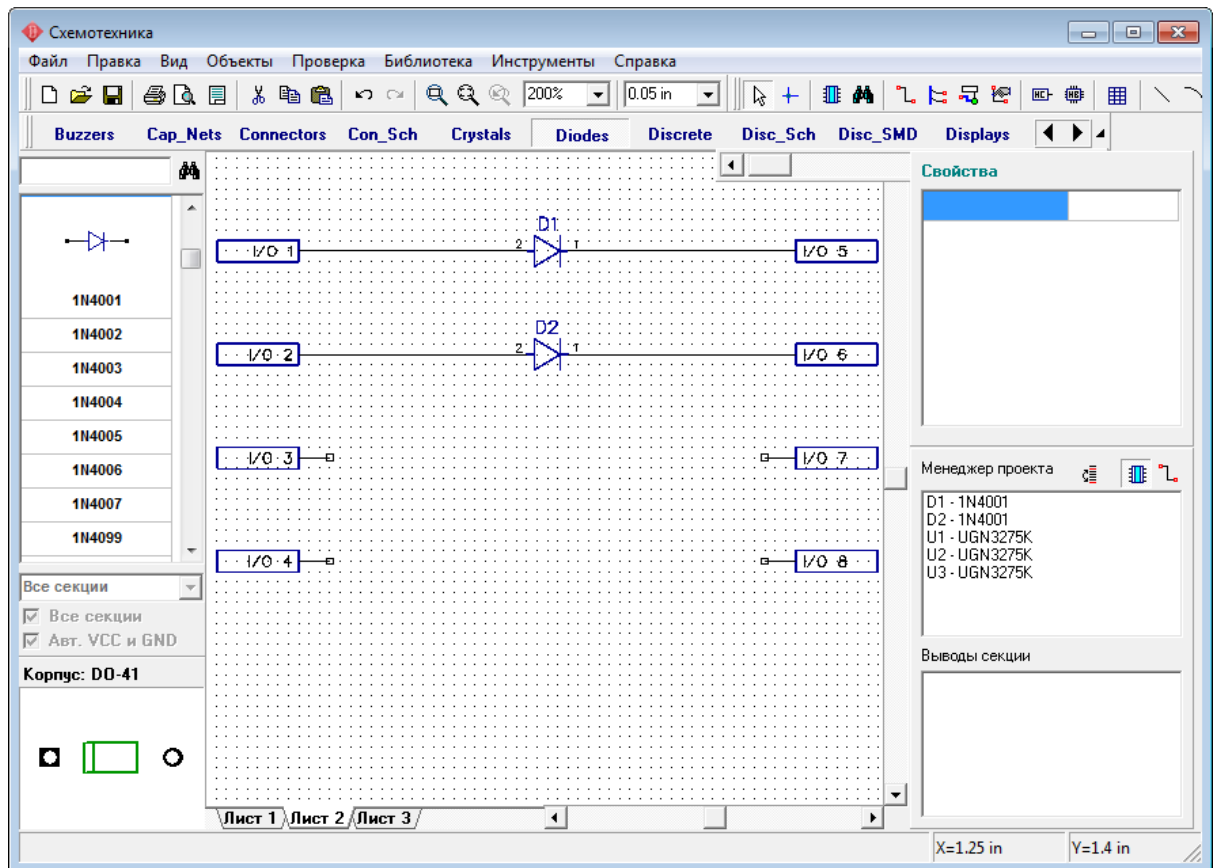 Схемотехника
Файл Правка Вид Объекты Проверка Библиотека Инструменты Справка
200% 0.05 in
Buzzers Cap_Nets Connectors Con_Sch Crystals Diodes Discrete Disc_Sch Disc_SMD Displays
1N4001
1N4002
1N4003
1N4004
1N4005
1N4006
1N4007
1N4099
Все секции
Все секции
Авт. VCC и GND
Корпус: DO-41
D1
I/O 1 2 1 I/O 5
D2
I/O 2 2 1 I/O 6
I/O 3 I/O 7
I/O 4 I/O 8
Лист 1 Лист 2 Лист 3
Свойства
Менеджер проекта
D1 - 1N4001
D2 - 1N4001
U1 - UGN3275K
U2 - UGN3275K
U3 - UGN3275K
Выводы секции
X=1.25 in Y=1.4 in